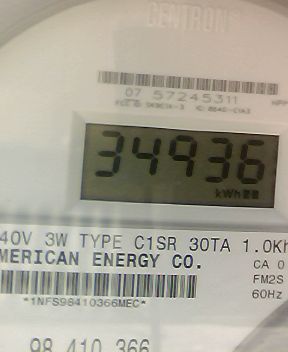 CENTRON
07 57245311
34936
kWh
40V 3W TYPE C1SR 30TA 1.0Kh
MERICAN ENERGY CO.
CA 0
FM2S
60Hz
*1NFS98410366MEC*
98 410 366